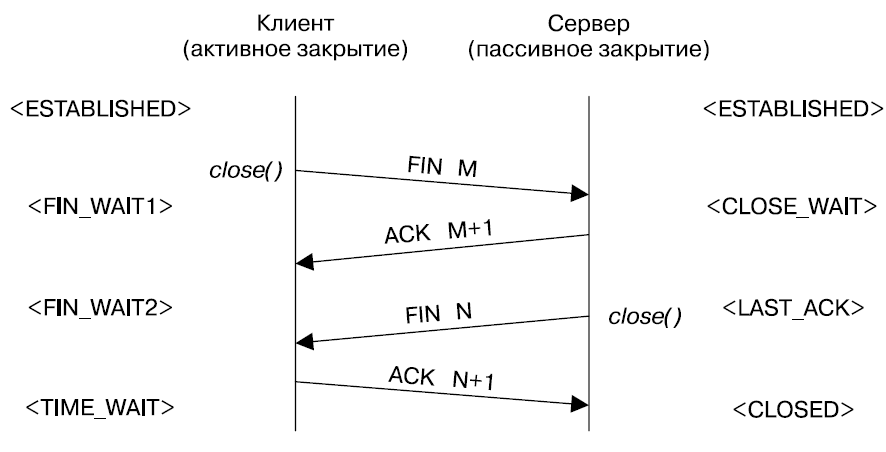 Клиент
(активное закрытие)
Сервер
(пассивное закрытие)
<ESTABLISHED>
<ESTABLISHED>
close()
FIN M
<FIN_WAIT1>
<CLOSE_WAIT>
ACK M+1
<FIN_WAIT2>
FIN N
close()
<LAST_ACK>
ACK N+1
<TIME_WAIT>
<CLOSED>